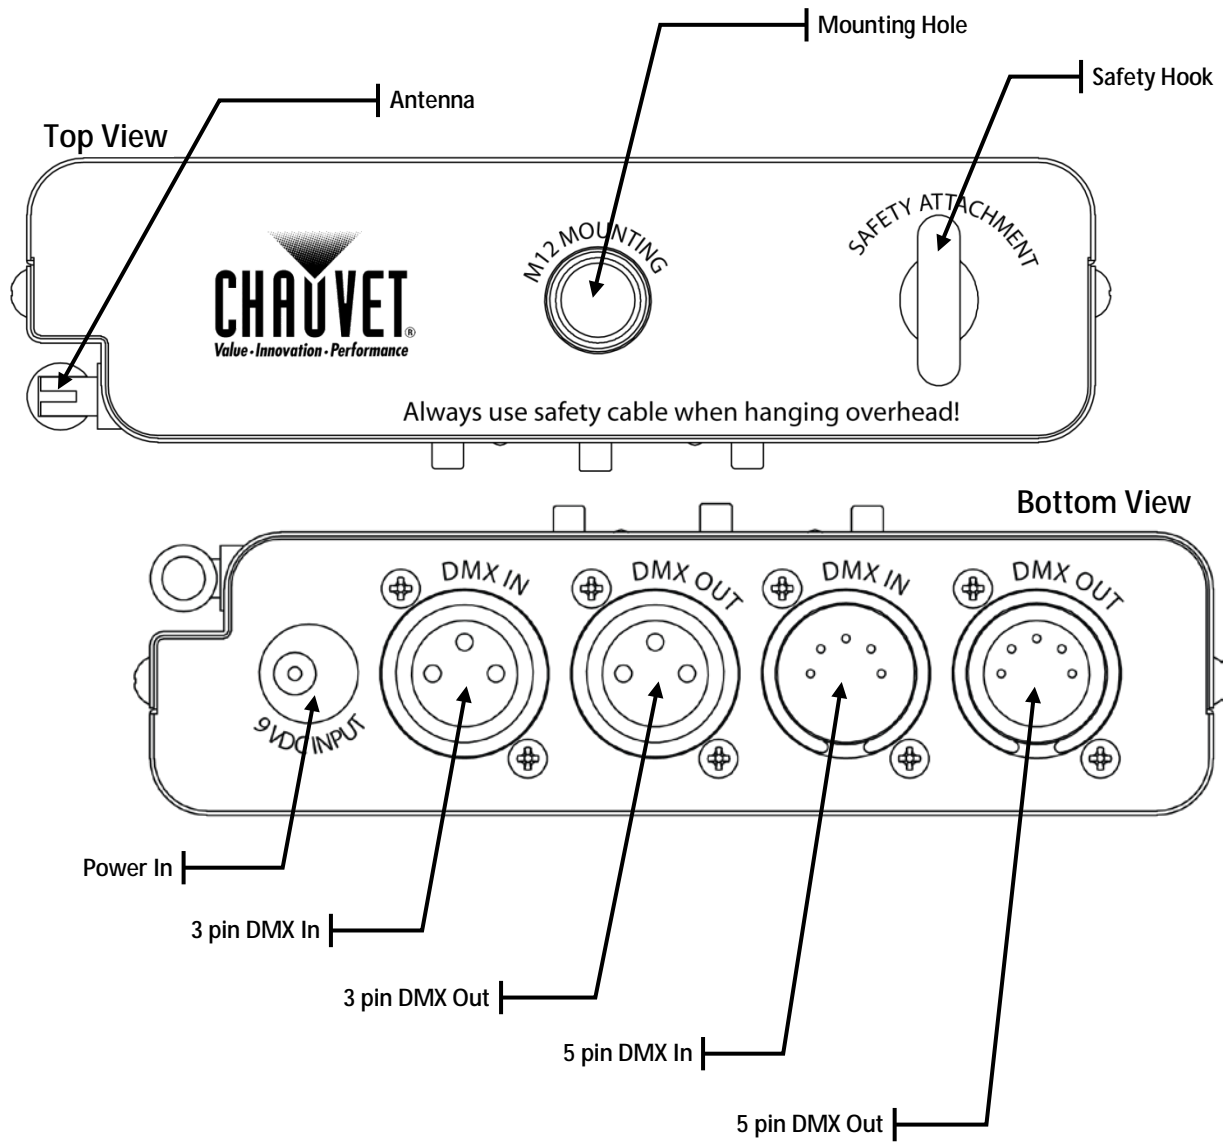 Mounting Hole
Safety Hook
Antenna
Top View
M12 MOUNTING
SAFETY ATTACHMENT
CHAUVET®
Value·Innovation·Performance
Always use safety cable when hanging overhead!
Bottom View
DMX IN
DMX OUT
DMX IN
DMX OUT
9 VDC INPUT
Power In
3 pin DMX In
3 pin DMX Out
5 pin DMX In
5 pin DMX Out